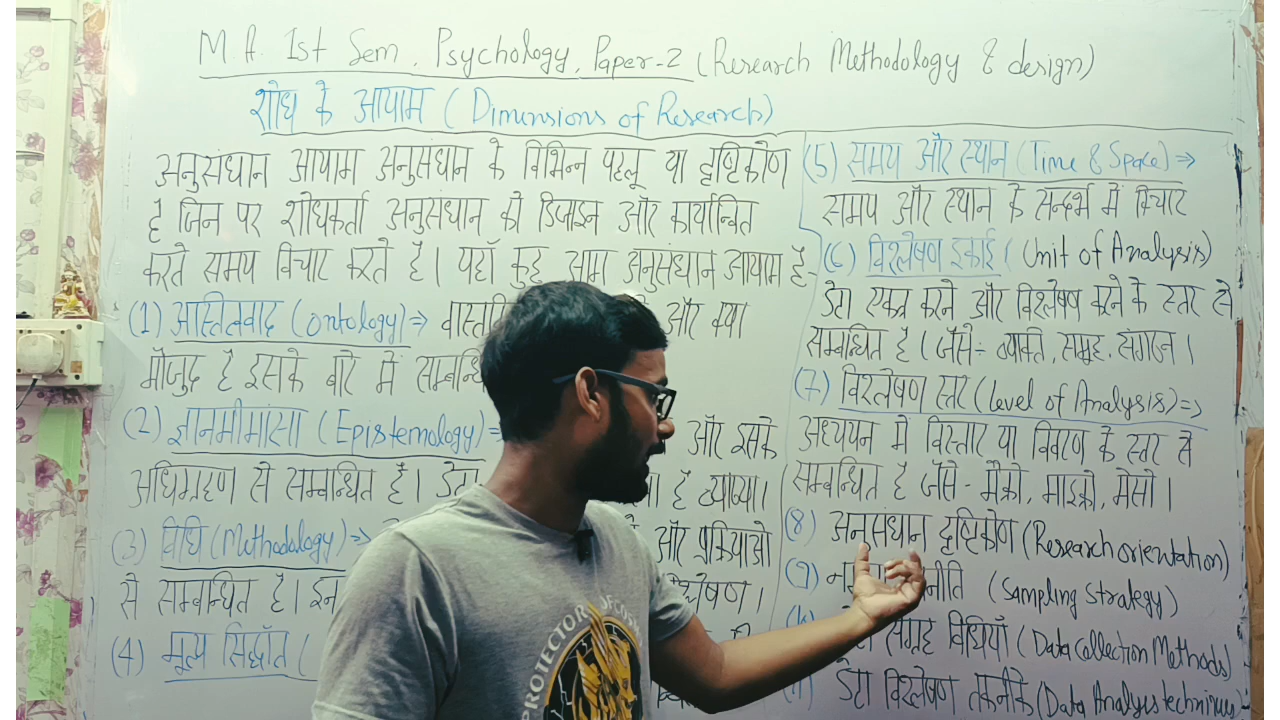 M A. 1st Sem. Psychology, Paper-2 (Research Methodology & design)
शोध के आयाम (Dimensions of Research)
अनुसंधान आयाम अनुसंधान के विभिन्न पहलू या दृष्टिकोण
है जिन पर शोधकर्ता अनुसंधान को डिजाइन और कार्यान्वित
करते समय विचार करते है। यहाँ कुछ आम अनुसंधान आयाम है-
(1) अस्तित्ववाद (ontology) ⇒ और क्या
मौजूद है इसके बारे में
(2) ज्ञानमीमांसा (Epistemology) ⇒ और इसके
अधिग्रहण से सम्बन्धित है। है व्याख्या।
(3) विधि (Methodology) ⇒ और प्रक्रियाओ
से सम्बन्धित है। इन
(4) मूल्य सिद्धाँत (
(5) समय और स्थान (Time & Space) ⇒
समय और स्थान के सन्दर्भ में विचार
(6) विश्लेषण इकाई (Unit of Analysis)
डेटा एकत्र करने और विश्लेषण करने के स्तर से
सम्बन्धित है। जैसे:- व्यक्ति, समूह, संगठन।
(7) विश्लेषण स्तर (Level of Analysis) ⇒
अध्ययन में विस्तार या विवरण के स्तर से
सम्बन्धित है जैसे - मैक्रो, माइक्रो, मेसो।
(8) अनुसंधान दृष्टिकोण (Research orientation)
(9) (Sampling Strategy)
संग्रह विधियाँ (Data Collection Methods)
डेटा विश्लेषण तकनीके (Data Analysis techniques)
PROTECTOR OF